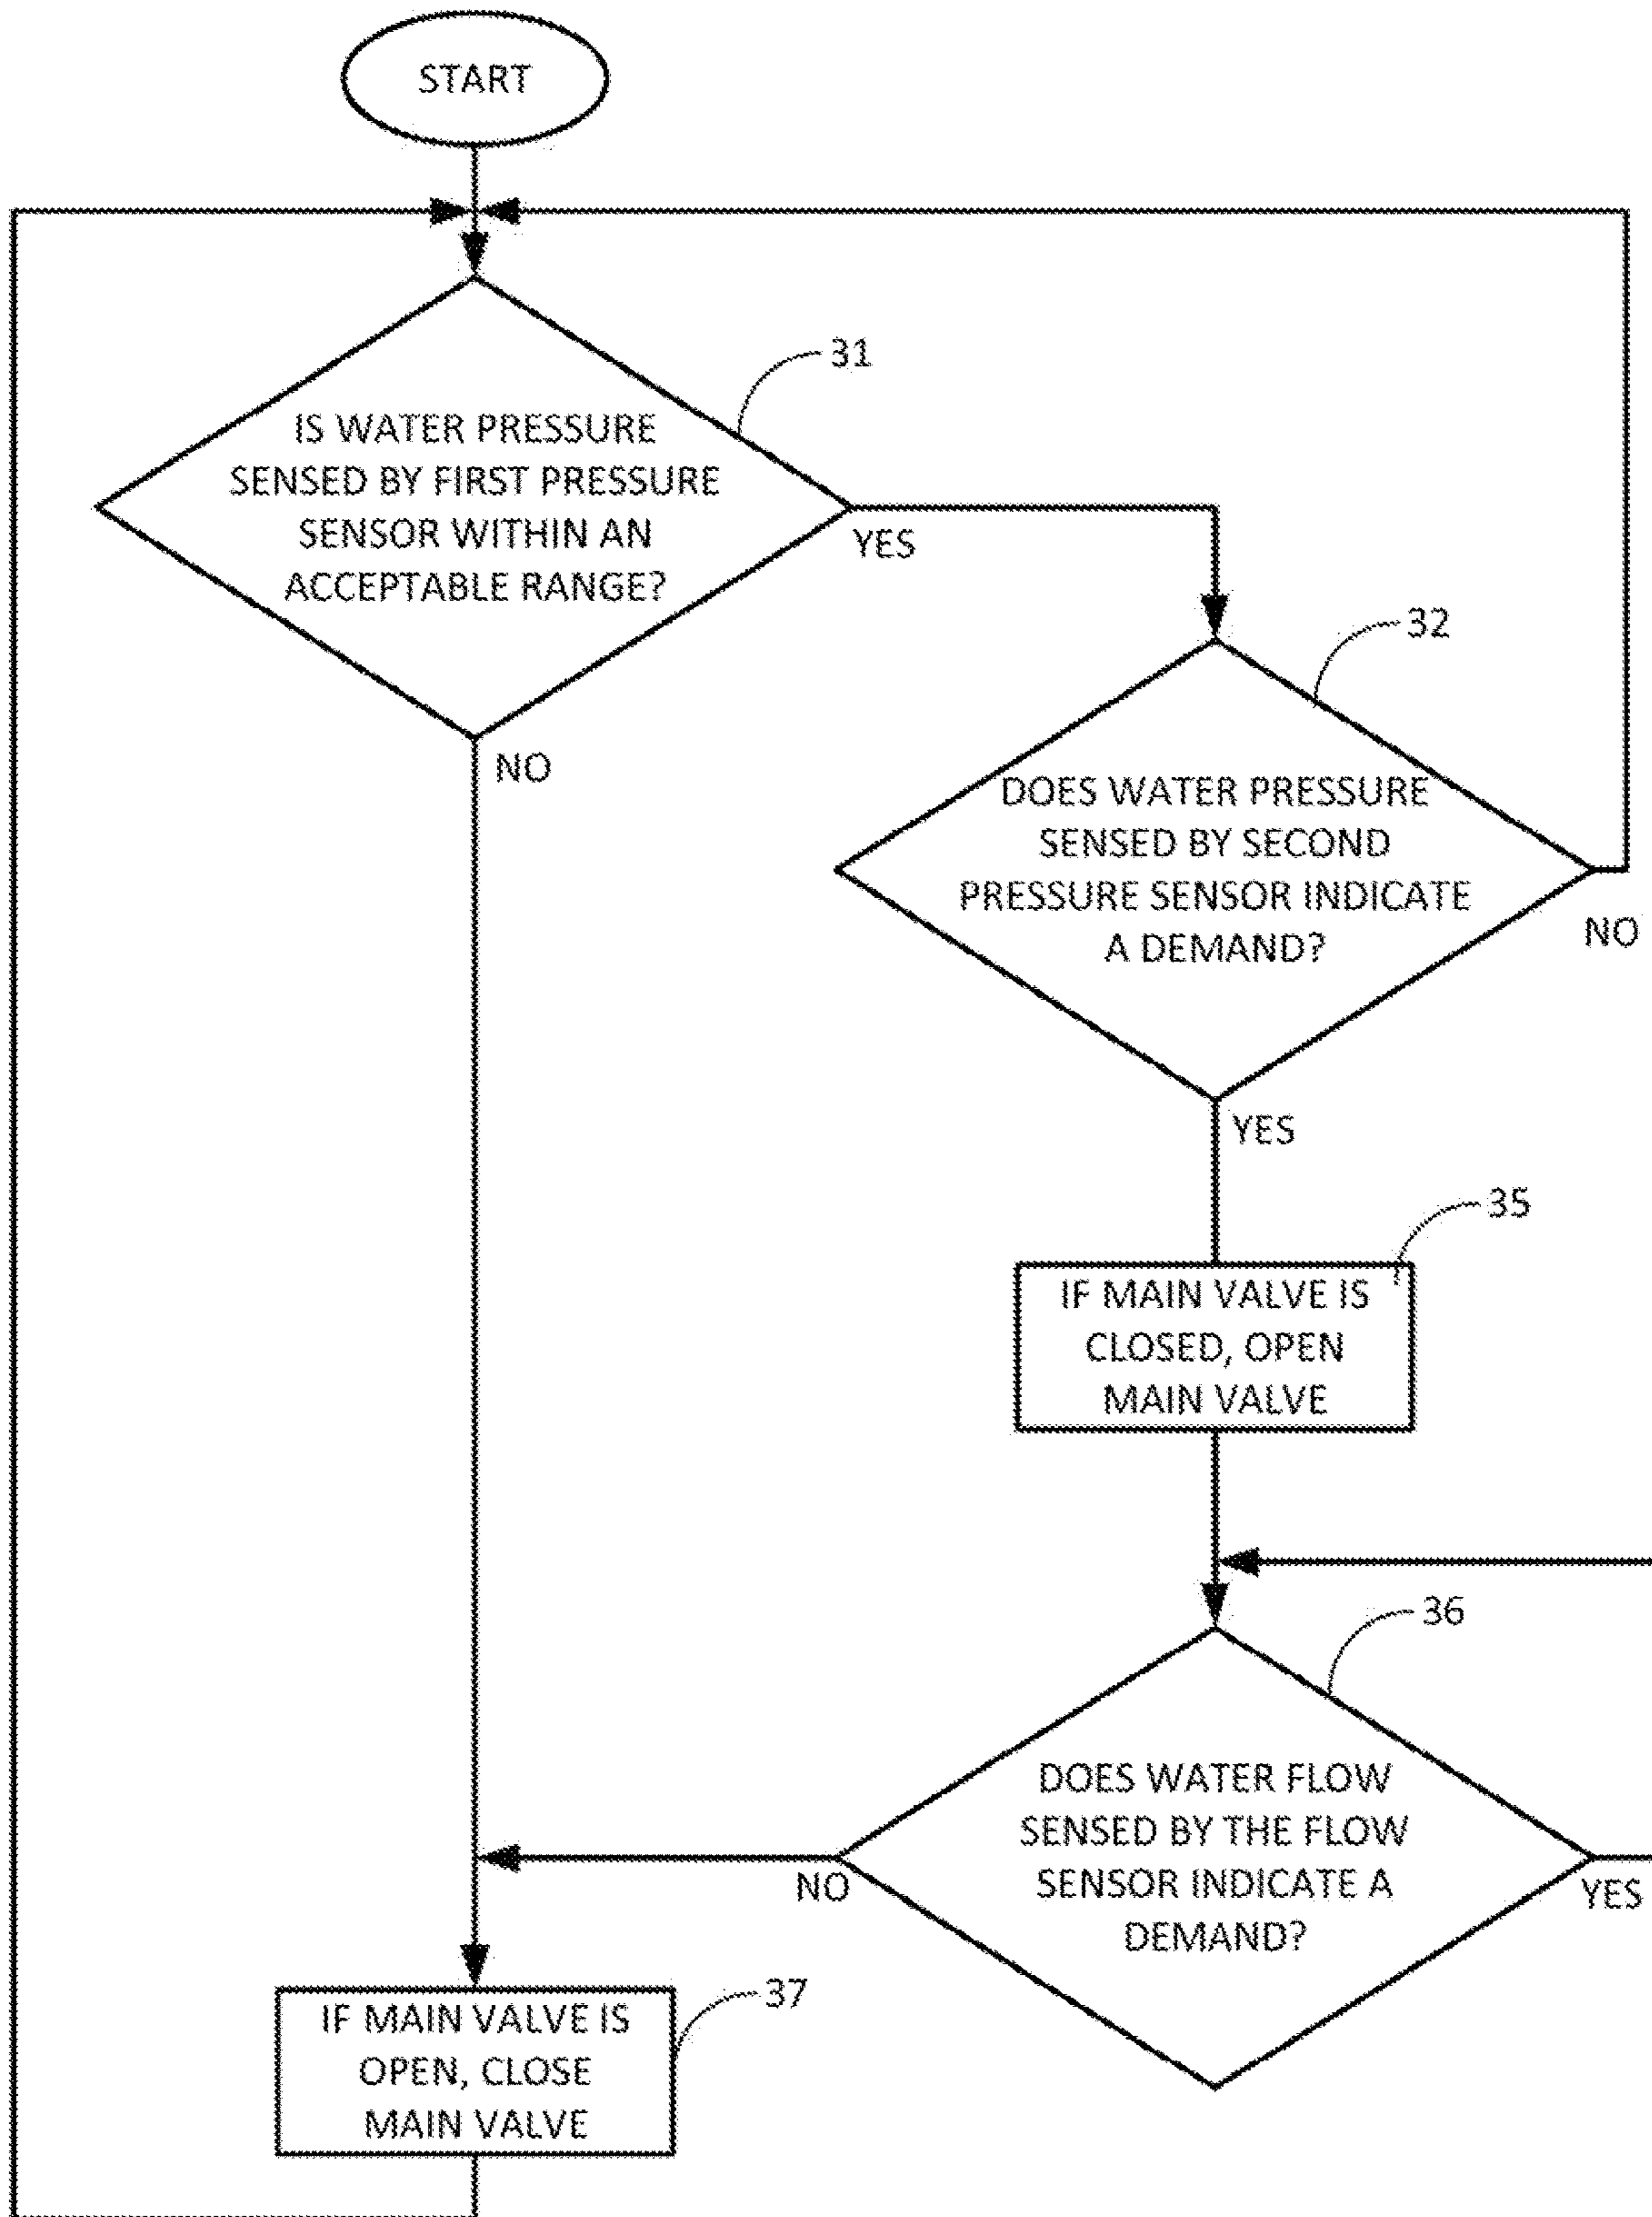 START
31
IS WATER PRESSURE
SENSED BY FIRST PRESSURE
SENSOR WITHIN AN
ACCEPTABLE RANGE?
YES
NO
32
DOES WATER PRESSURE
SENSED BY SECOND
PRESSURE SENSOR INDICATE
A DEMAND?
NO
YES
35
IF MAIN VALVE IS
CLOSED, OPEN
MAIN VALVE
36
DOES WATER FLOW
SENSED BY THE FLOW
SENSOR INDICATE A
DEMAND?
NO
YES
37
IF MAIN VALVE IS
OPEN, CLOSE
MAIN VALVE